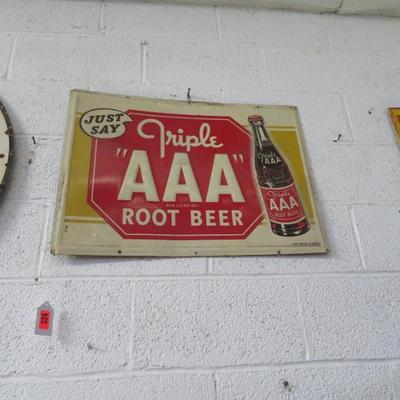 JUST
SAY
Triple
"AAA"
ROOT BEER
Triple
AAA
Triple
AAA
ROOT BEER